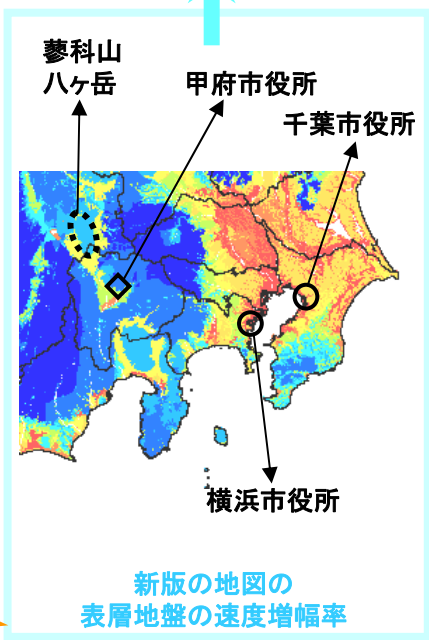 蓼科山
八ヶ岳
甲府市役所
千葉市役所
横浜市役所
新版の地図の
表層地盤の速度増幅率